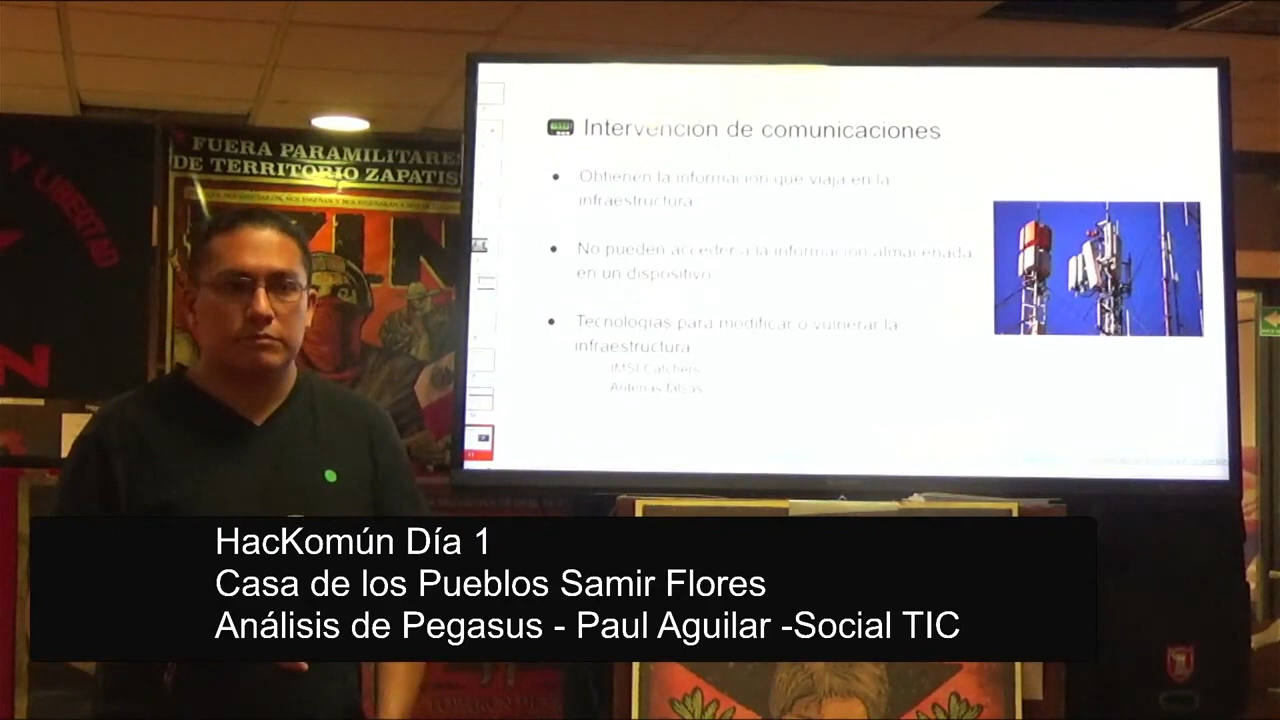 Y LIBERTAD
FUERA PARAMILITARES
DE TERRITORIO ZAPATIS
Intervención de comunicaciones
Obtienen la información que viaja en la
infraestructura
No pueden acceder a la información almacenada
en un dispositivo
Tecnologías para modificar o vulnerar la
infraestructura
IMSI Catchers
Antenas falsas
HacKomún Día 1
Casa de los Pueblos Samir Flores
Análisis de Pegasus - Paul Aguilar -Social TIC